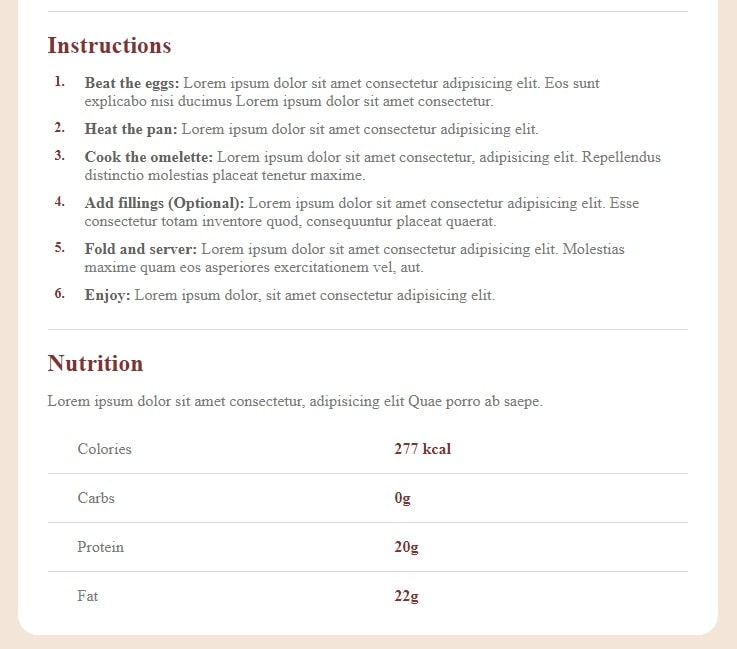 Instructions
1. Beat the eggs: Lorem ipsum dolor sit amet consectetur adipisicing elit. Eos sunt
explicabo nisi ducimus Lorem ipsum dolor sit amet consectetur.
2. Heat the pan: Lorem ipsum dolor sit amet consectetur adipisicing elit.
3. Cook the omelette: Lorem ipsum dolor sit amet consectetur, adipisicing elit. Repellendus
distinctio molestias placeat tenetur maxime.
4. Add fillings (Optional): Lorem ipsum dolor sit amet consectetur adipisicing elit. Esse
consectetur totam inventore quod, consequuntur placeat quaerat.
5. Fold and server: Lorem ipsum dolor sit amet consectetur adipisicing elit. Molestias
maxime quam eos asperiores exercitationem vel, aut.
6. Enjoy: Lorem ipsum dolor, sit amet consectetur adipisicing elit.
Nutrition
Lorem ipsum dolor sit amet consectetur, adipisicing elit Quae porro ab saepe.
Colories 277 kcal
Carbs 0g
Protein 20g
Fat 22g